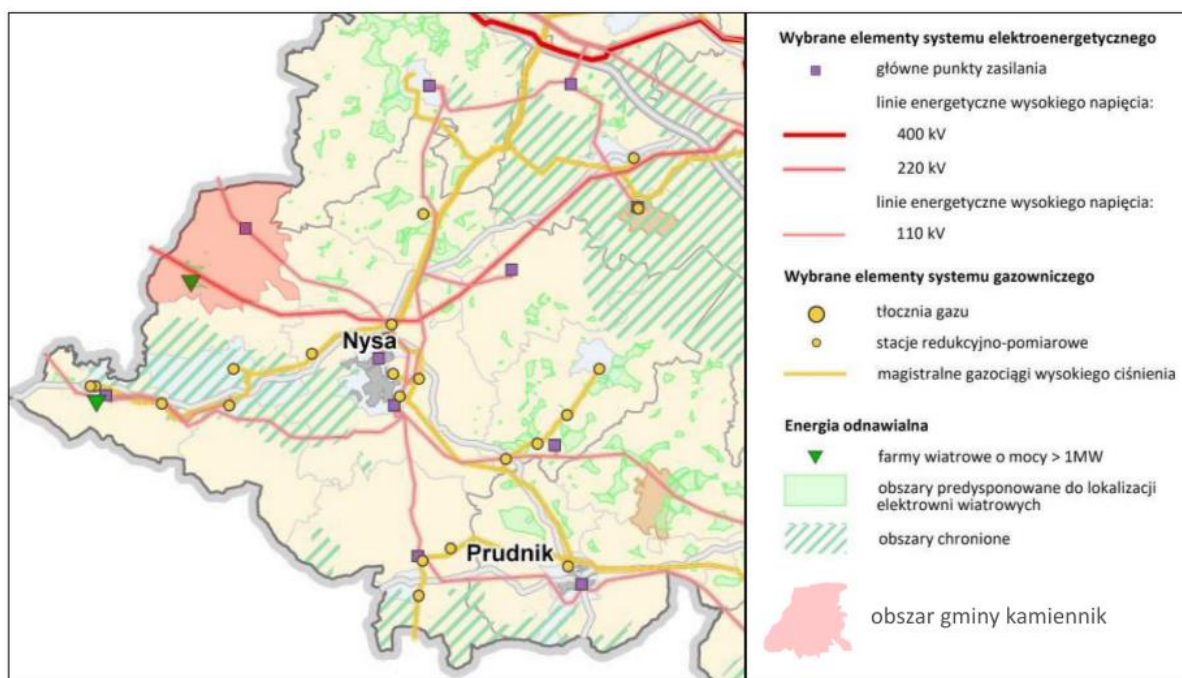 Nysa
Prudnik
Wybrane elementy systemu elektroenergetycznego
główne punkty zasilania
linie energetyczne wysokiego napięcia:
400 kV
220 kV
linie energetyczne wysokiego napięcia:
110 kV
Wybrane elementy systemu gazowniczego
tłocznia gazu
stacje redukcyjno-pomiarowe
magistralne gazociągi wysokiego ciśnienia
Energia odnawialna
farmy wiatrowe o mocy > 1MW
obszary predysponowane do lokalizacji
elektrowni wiatrowych
obszary chronione
obszar gminy kamiennik